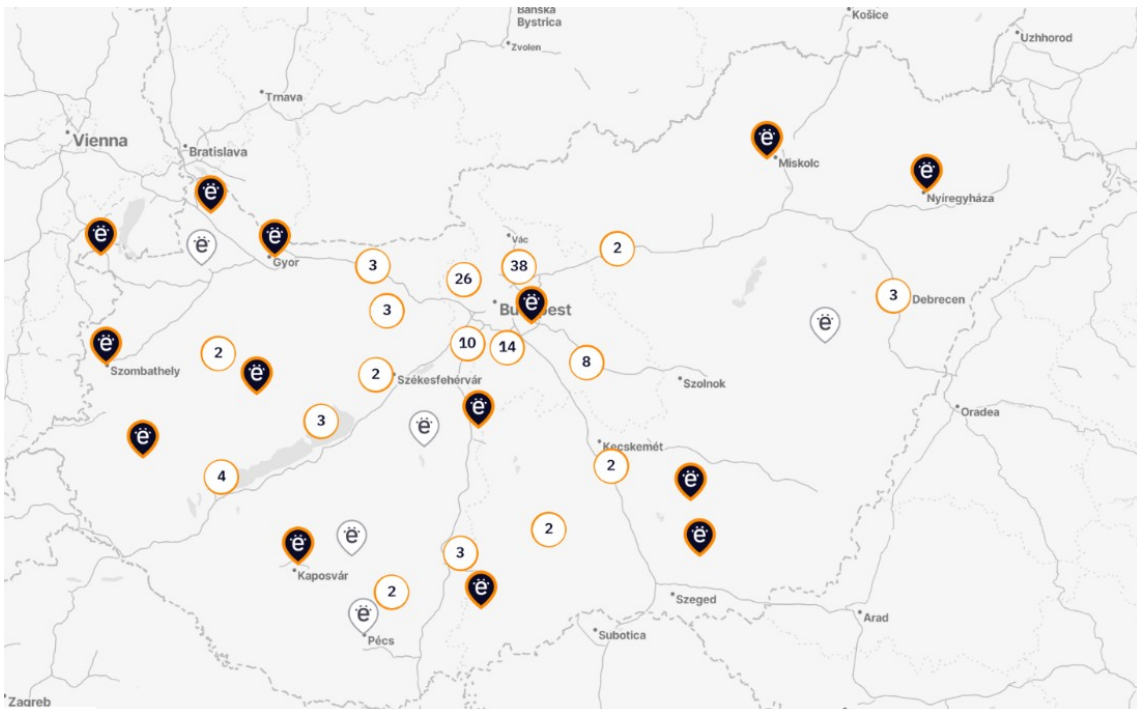 Banska
Bystrica
Košice
Uzhhorod
Zvolen
Trnava
Vienna
Bratislava
ë
Miskolc
ë
Nyíregyháza
ë
ë
ë
ë
Vác
2
Gyor
3
38
26
3
Debrecen
3
ë
Budapest
ë
10
14
ë
Szombathely
2
8
ë
2
Székesfehérvár
Szolnok
ë
3
ë
Oradea
ë
Kecskemét
2
4
ë
2
ë
ë
ë
3
Kaposvár
2
ë
Szeged
ë
Arad
Pécs
Subotica
Zagreb